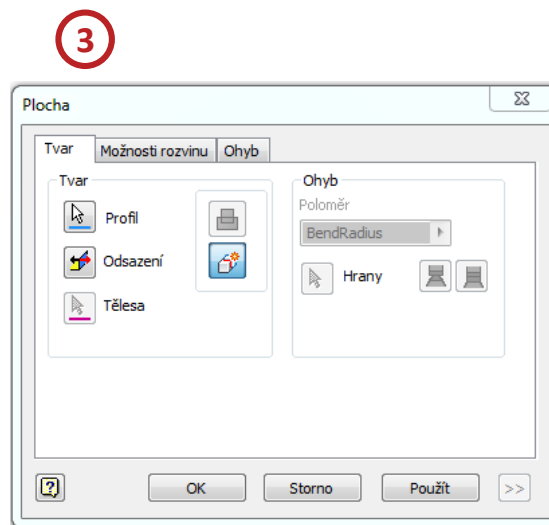 3
Plocha
Tvar Možnosti rozvinu Ohyb
Tvar
Profil
Odsazení
Tělesa
Ohyb
Poloměr
BendRadius
Hrany
? OK Storno Použít >>